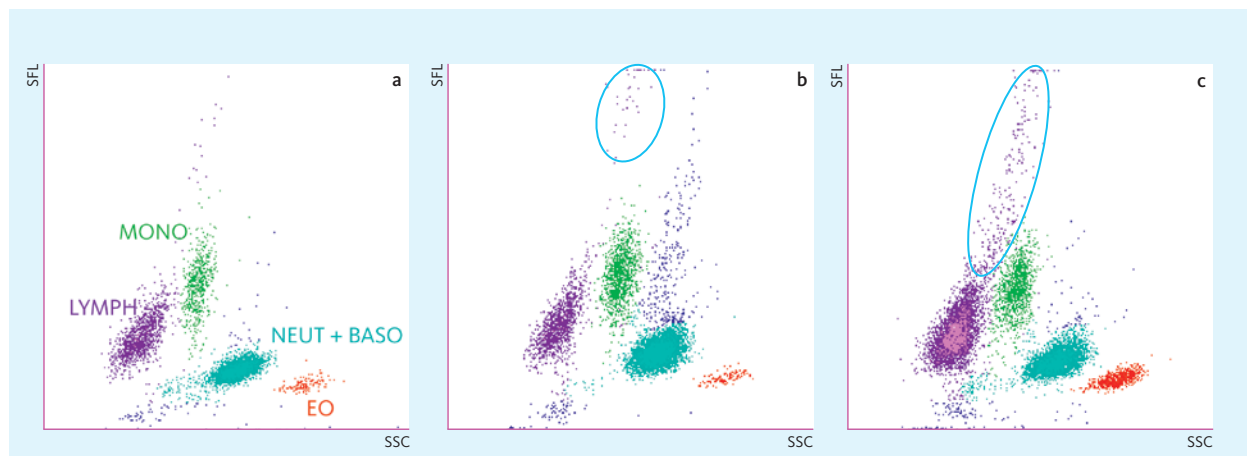 SFL
a
MONO
LYMPH
NEUT + BASO
EO
SSC
SFL
b
SSC
SFL
c
SSC